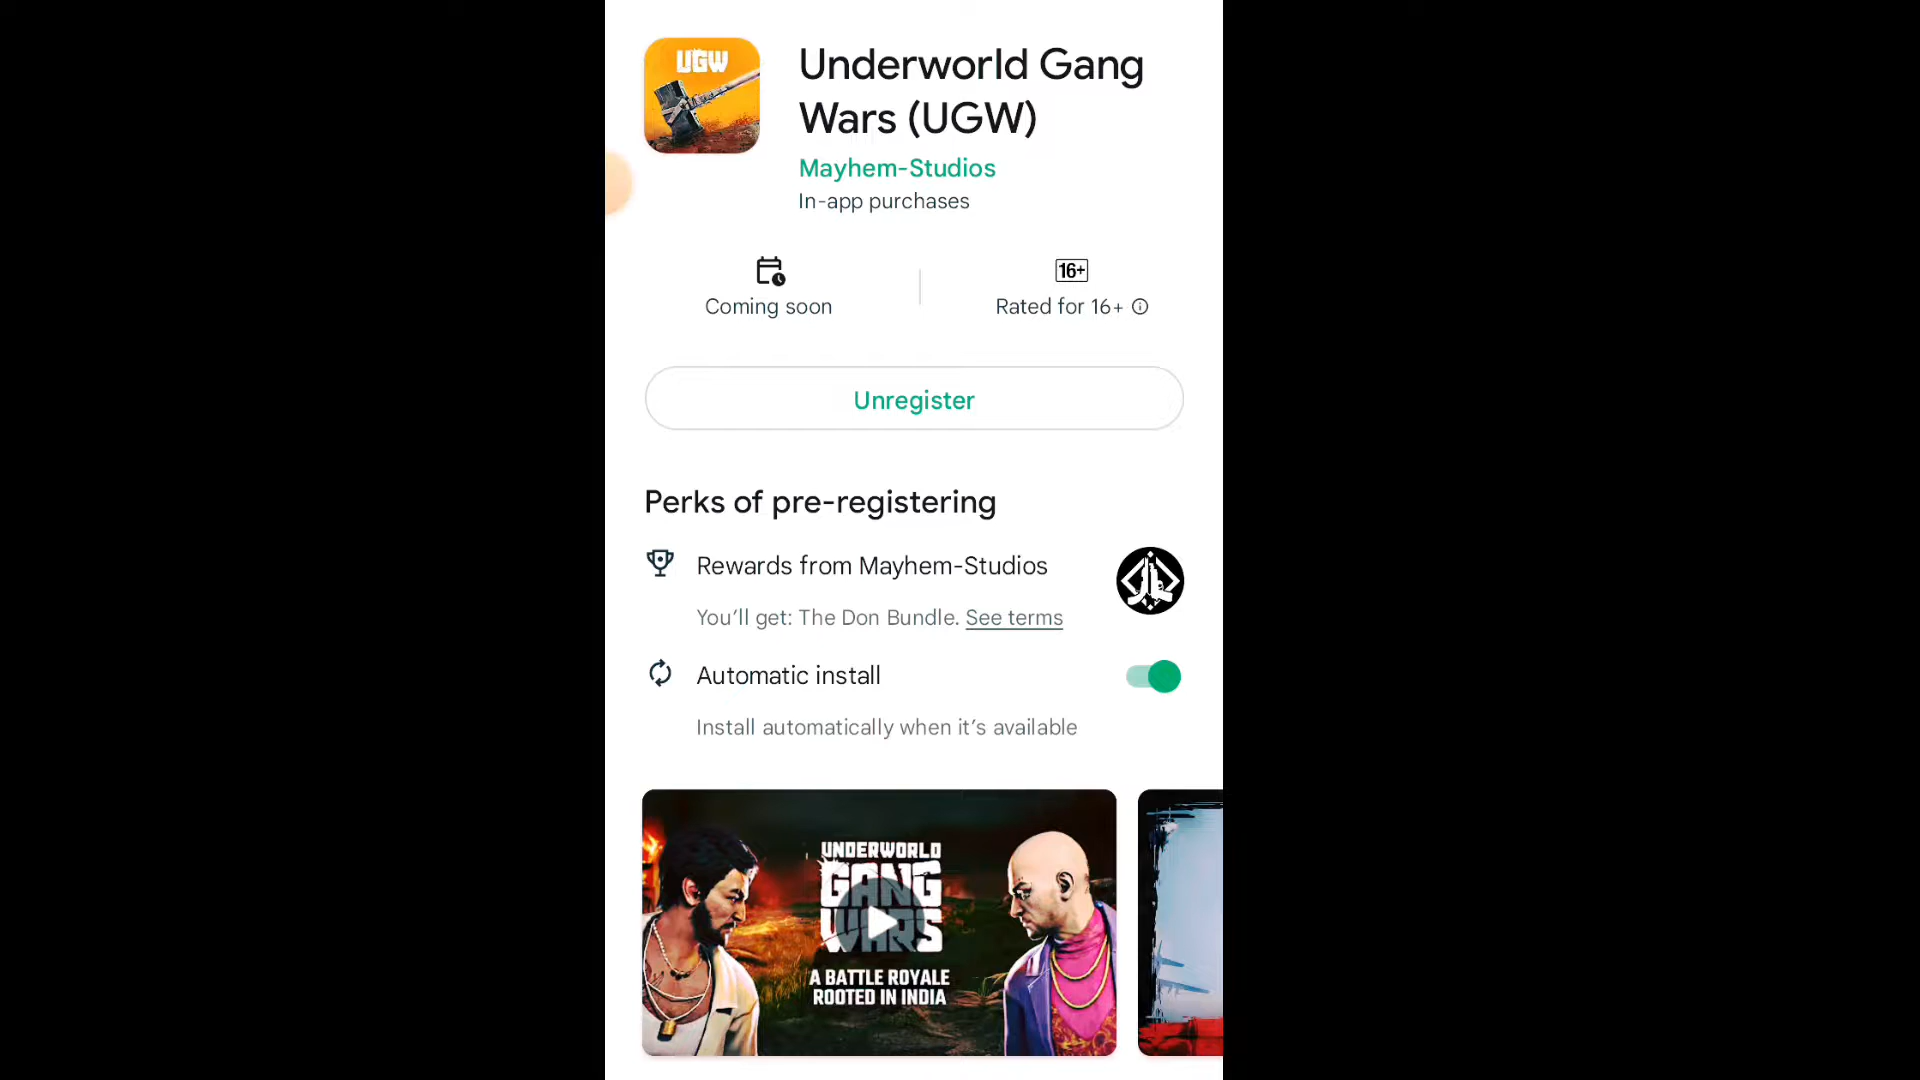 UGW
Underworld Gang
Wars (UGW)
Mayhem-Studios
In-app purchases
Coming soon
16+
Rated for 16+
Unregister
Perks of pre-registering
Rewards from Mayhem-Studios
You'll get: The Don Bundle. See terms
Automatic install
Install automatically when it's available
UNDERWORLD
GANG
WARS
A BATTLE ROYALE
ROOTED IN INDIA